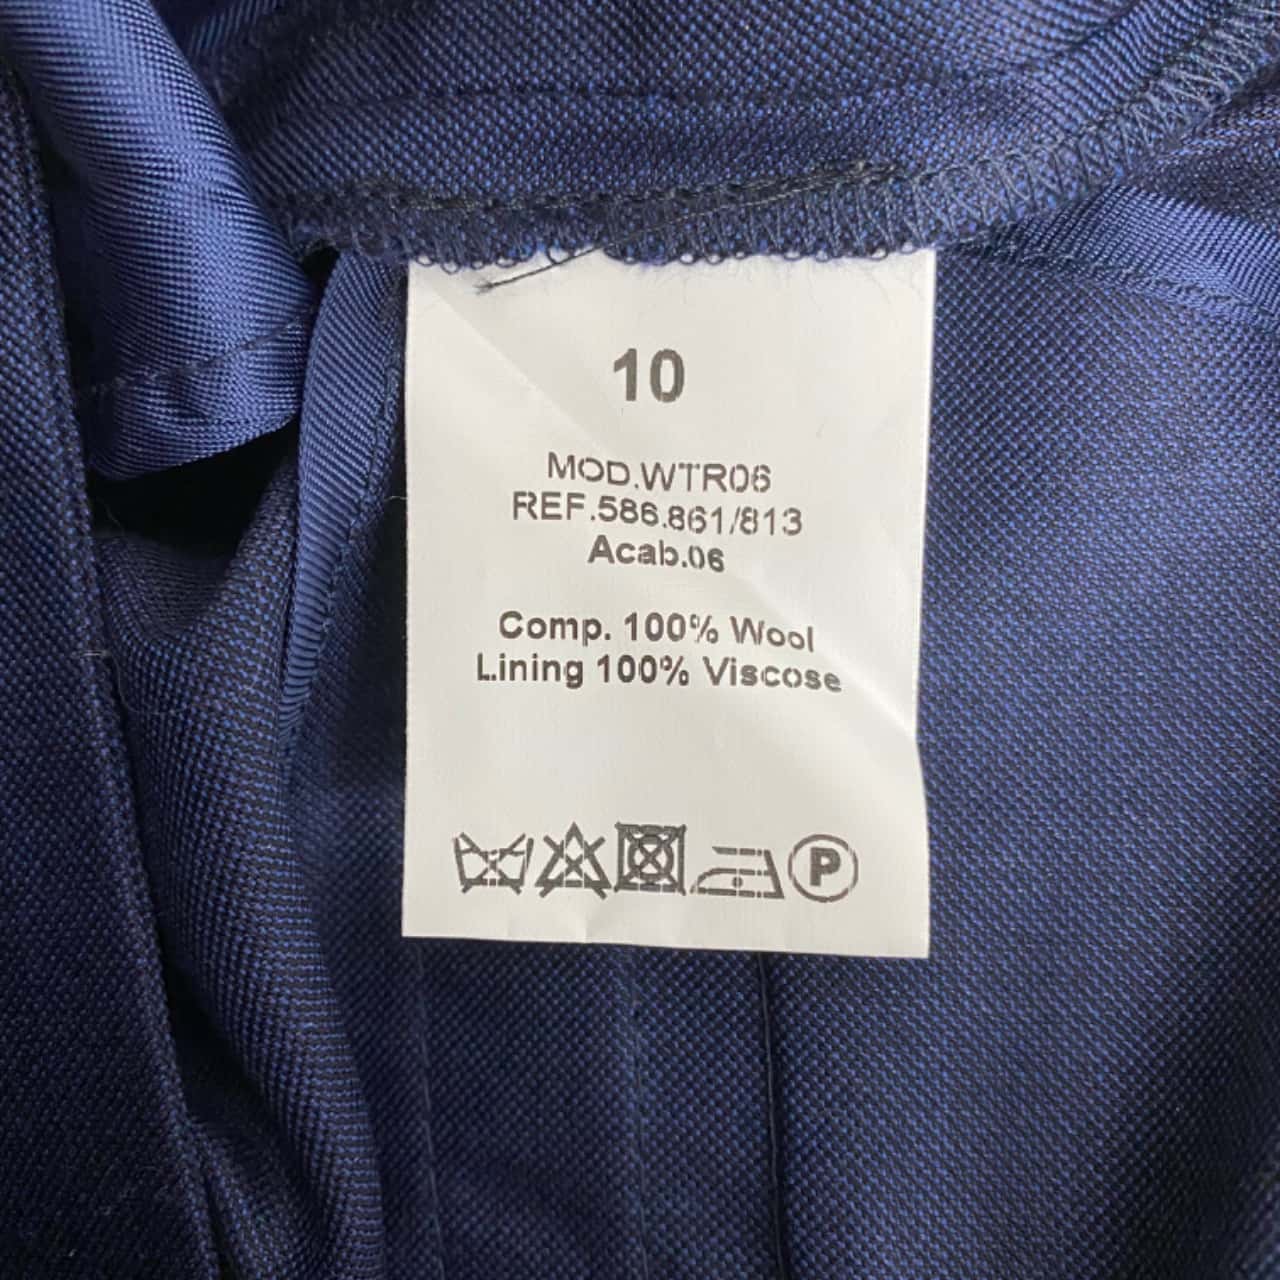 10
MOD.WTR06
REF.586.861/813
Acab.06
Comp. 100% Wool
Lining 100% Viscose
P